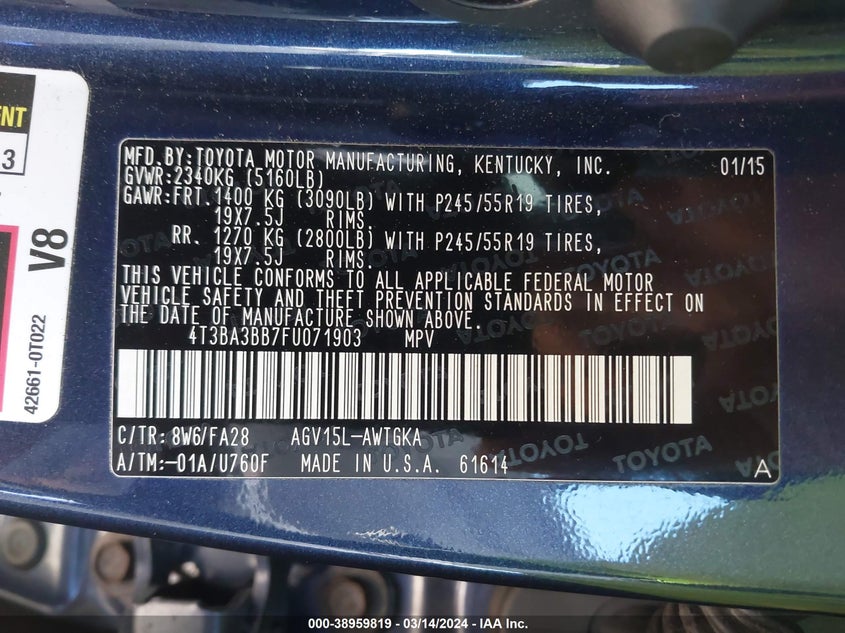 ENT
3
V8
42661-0T022
MFD.BY:TOYOTA MOTOR MANUFACTURING, KENTUCKY, INC. 01/15
GVWR:2340KG (5160LB)
GAWR:FRT.1400 KG (3090LB) WITH P245/55R19 TIRES,
19X7.5J RIMS.
RR. 1270 KG (2800LB) WITH P245/55R19 TIRES,
19X7.5J RIMS.
THIS VEHICLE CONFORMS TO ALL APPLICABLE FEDERAL MOTOR
VEHICLE SAFETY AND THEFT PREVENTION STANDARDS IN EFFECT ON
THE DATE OF MANUFACTURE SHOWN ABOVE.
4T3BA3BB7FU071903 MPV
C/TR: 8W6/FA28 AGV15L-AWTGKA
A/TM:-01A/U760F MADE IN U.S.A. 61614 A
TOYOTA
000-38959819 - 03/14/2024 - IAA Inc.